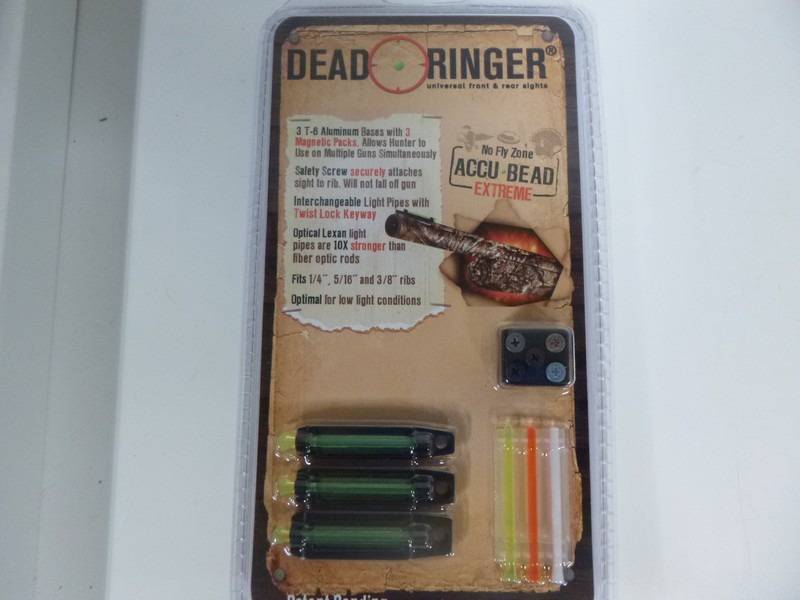 DEAD RINGER®
universal front & rear sights
3 T-6 Aluminum Bases with 3
Magnetic Packs, Allows Hunter to
Use on Multiple Guns Simultaneously
Safety Screw securely attaches
sight to rib. Will not fall off gun
Interchangeable Light Pipes with
Twist Lock Keyway
Optical Lexan light
pipes are 10X stronger than
fiber optic rods
Fits 1/4", 5/16" and 3/8" ribs
Optimal for low light conditions
No Fly Zone
ACCU-BEAD
EXTREME
Patent Pending